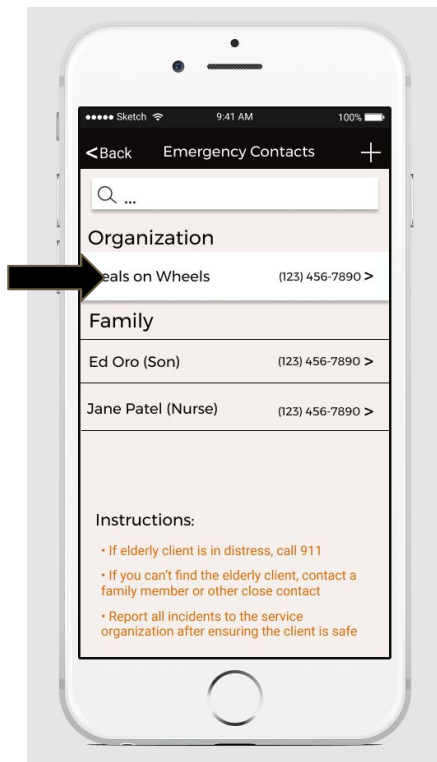 Sketch 9:41 AM 100%
<Back Emergency Contacts +
...
Organization
eals on Wheels (123) 456-7890 >
Family
Ed Oro (Son) (123) 456-7890 >
Jane Patel (Nurse) (123) 456-7890 >
Instructions:
• If elderly client is in distress, call 911
• If you can't find the elderly client, contact a
family member or other close contact
• Report all incidents to the service
organization after ensuring the client is safe